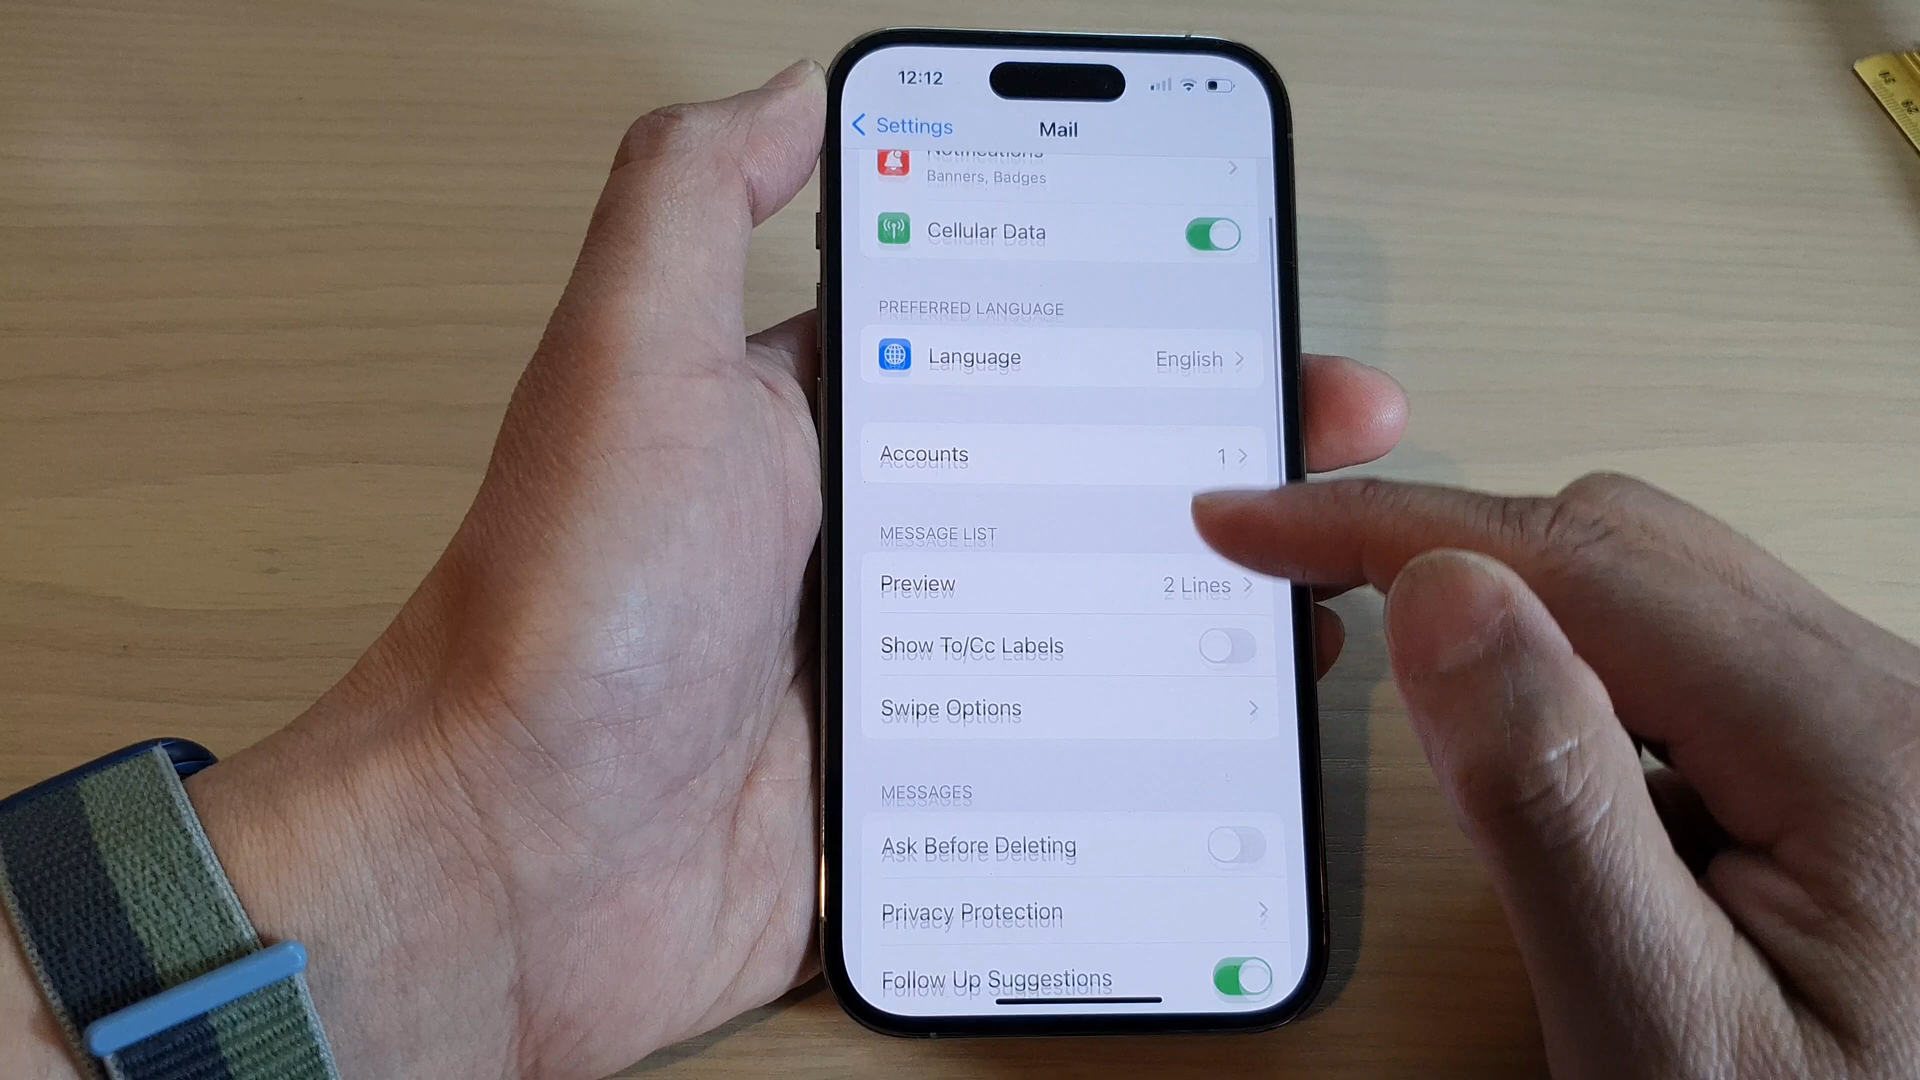 12:12
Settings
Mail
Notifications
Banners, Badges
Cellular Data
PREFERRED LANGUAGE
Language English
Accounts 1
MESSAGE LIST
Preview 2 Lines
Show To/Cc Labels
Swipe Options
MESSAGES
Ask Before Deleting
Privacy Protection
Follow Up Suggestions